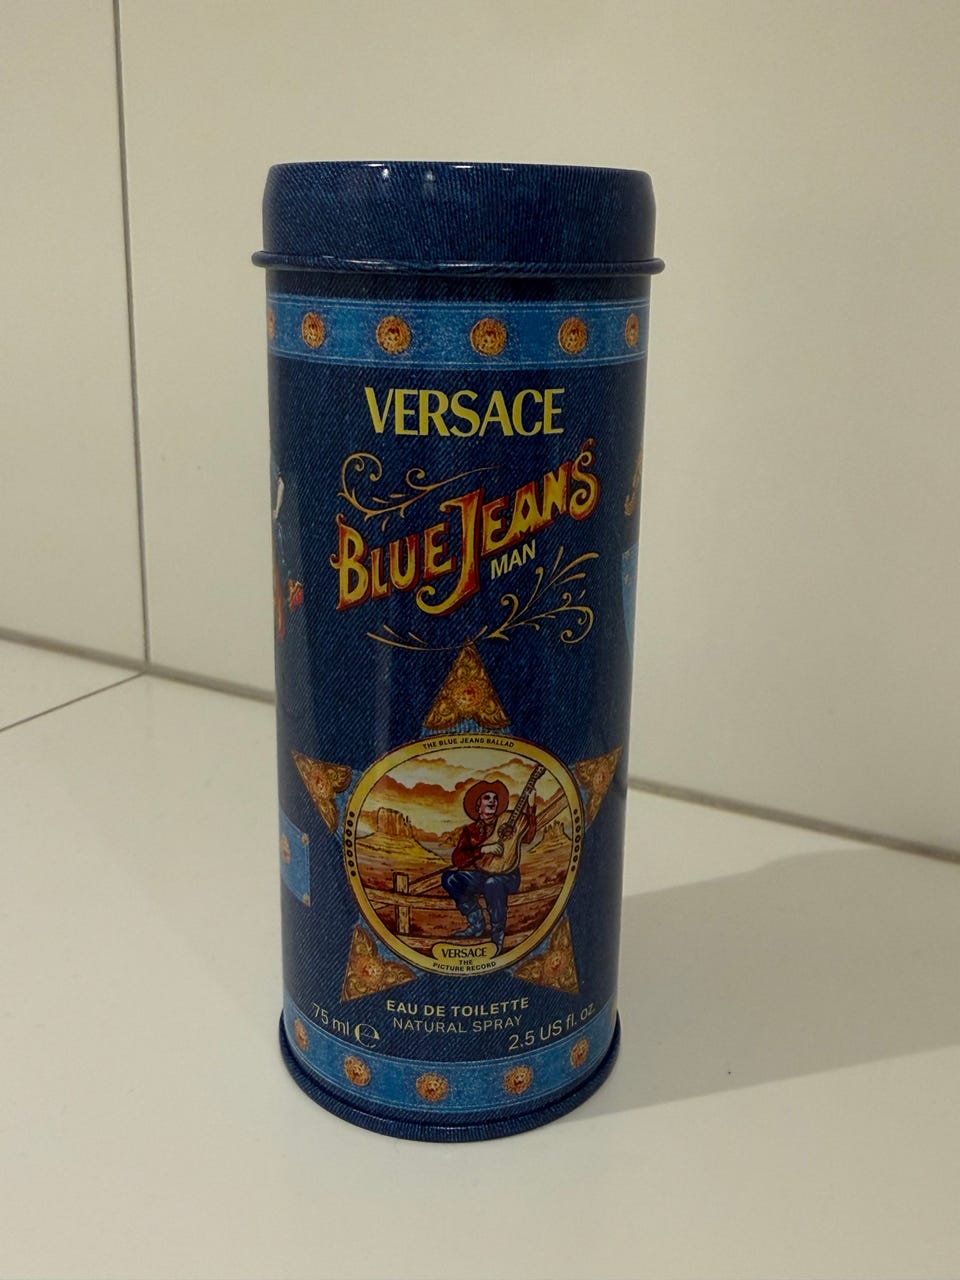 VERSACE
BLUE JEANS
MAN
THE BLUE JEANS BALLAD
VERSACE
THE
PICTURE RECORD
EAU DE TOILETTE
NATURAL SPRAY
75 ml ℮
2.5 US fl. oz.